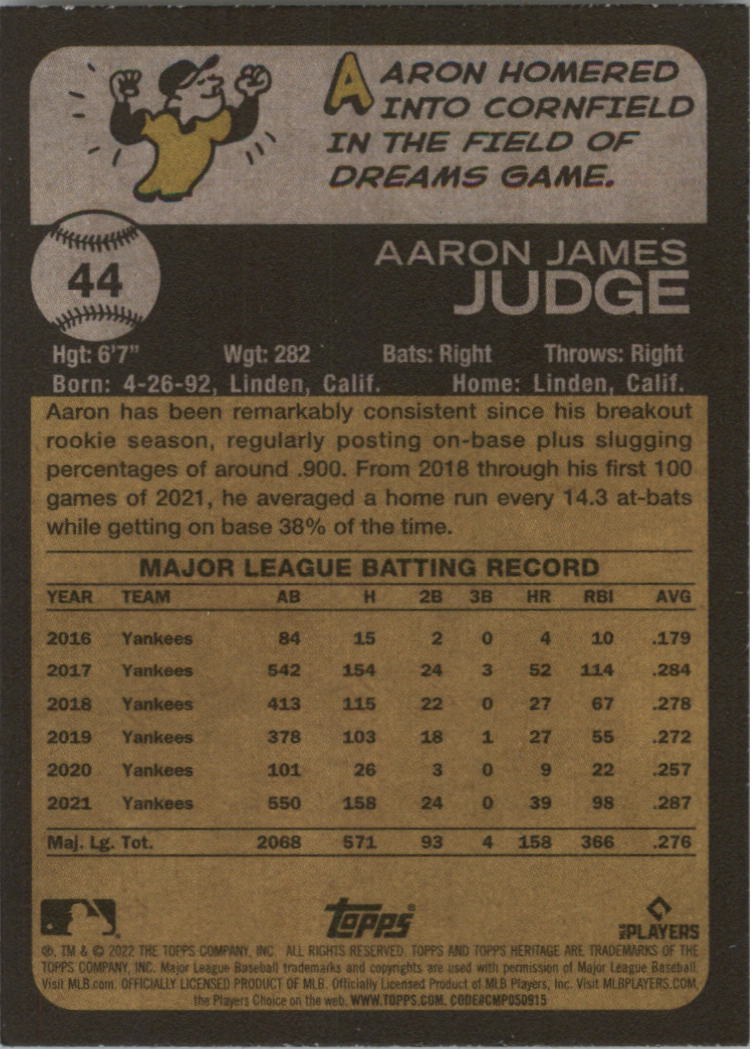 AARON HOMERED
INTO CORNFIELD
IN THE FIELD OF
DREAMS GAME.
44
AARON JAMES
JUDGE
Hgt: 6'7" Wgt: 282 Bats: Right Throws: Right
Born: 4-26-92, Linden, Calif. Home: Linden, Calif.
Aaron has been remarkably consistent since his breakout
rookie season, regularly posting on-base plus slugging
percentages of around .900. From 2018 through his first 100
games of 2021, he averaged a home run every 14.3 at-bats
while getting on base 38% of the time.
MAJOR LEAGUE BATTING RECORD
YEAR TEAM AB H 2B 3B HR RBI AVG
2016 Yankees 84 15 2 0 4 10 .179
2017 Yankees 542 154 24 3 52 114 .284
2018 Yankees 413 115 22 0 27 67 .278
2019 Yankees 378 103 18 1 27 55 .272
2020 Yankees 101 26 3 0 9 22 .257
2021 Yankees 550 158 24 0 39 98 .287
Maj. Lg. Tot. 2068 571 93 4 158 366 .276
Topps® MLB PLAYERS
®, TM & © 2022 THE TOPPS COMPANY, INC. ALL RIGHTS RESERVED. TOPPS AND TOPPS HERITAGE ARE TRADEMARKS OF THE
TOPPS COMPANY, INC. Major League Baseball trademarks and copyrights are used with permission of Major League Baseball.
Visit MLB.com. OFFICIALLY LICENSED PRODUCT OF MLB. Officially Licensed Product of MLB Players, Inc. Visit MLBPLAYERS.COM,
the Players Choice on the web. WWW.TOPPS.COM. CODE#CMP050915